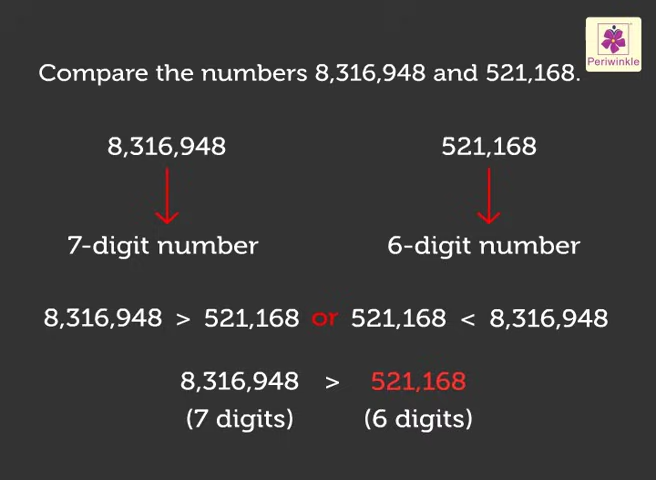 Periwinkle
Compare the numbers 8,316,948 and 521,168.
8,316,948 521,168
7-digit number 6-digit number
8,316,948 > 521,168 or 521,168 < 8,316,948
8,316,948 > 521,168
(7 digits) (6 digits)